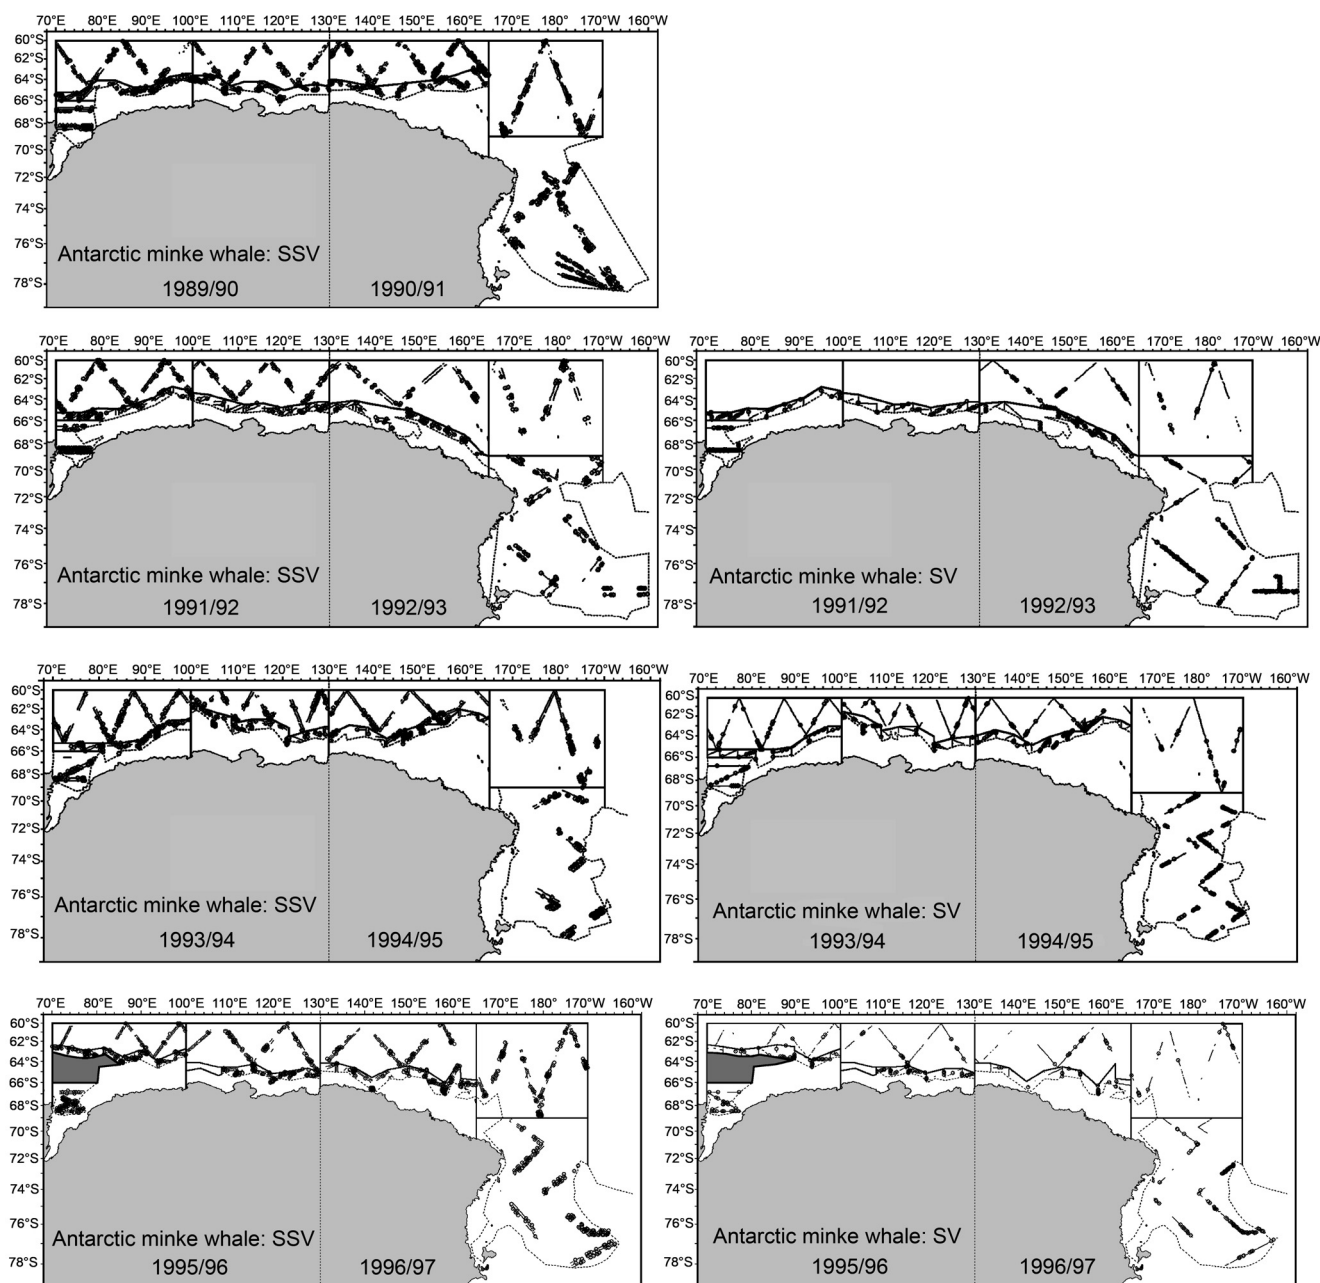 70°E 80°E 90°E 100°E 110°E 120°E 130°E 140°E 150°E 160°E 170°E 180°E 170°W 160°W
60°S
62°S
64°S
66°S
68°S
70°S
72°S
74°S
76°S
78°S
Antarctic minke whale: SSV
1989/90 1990/91
70°E 80°E 90°E 100°E 110°E 120°E 130°E 140°E 150°E 160°E 170°E 180°E 170°W 160°W
60°S
62°S
64°S
66°S
68°S
70°S
72°S
74°S
76°S
78°S
Antarctic minke whale: SSV
1991/92 1992/93
70°E 80°E 90°E 100°E 110°E 120°E 130°E 140°E 150°E 160°E 170°E 180°E 170°W 160°W
60°S
62°S
64°S
66°S
68°S
70°S
72°S
74°S
76°S
78°S
Antarctic minke whale: SV
1991/92 1992/93
70°E 80°E 90°E 100°E 110°E 120°E 130°E 140°E 150°E 160°E 170°E 180°E 170°W 160°W
60°S
62°S
64°S
66°S
68°S
70°S
72°S
74°S
76°S
78°S
Antarctic minke whale: SSV
1993/94 1994/95
70°E 80°E 90°E 100°E 110°E 120°E 130°E 140°E 150°E 160°E 170°E 180°E 170°W 160°W
60°S
62°S
64°S
66°S
68°S
70°S
72°S
74°S
76°S
78°S
Antarctic minke whale: SV
1993/94 1994/95
70°E 80°E 90°E 100°E 110°E 120°E 130°E 140°E 150°E 160°E 170°E 180°E 170°W 160°W
60°S
62°S
64°S
66°S
68°S
70°S
72°S
74°S
76°S
78°S
Antarctic minke whale: SSV
1995/96 1996/97
70°E 80°E 90°E 100°E 110°E 120°E 130°E 140°E 150°E 160°E 170°E 180°E 170°W 160°W
60°S
62°S
64°S
66°S
68°S
70°S
72°S
74°S
76°S
78°S
Antarctic minke whale: SV
1995/96 1996/97